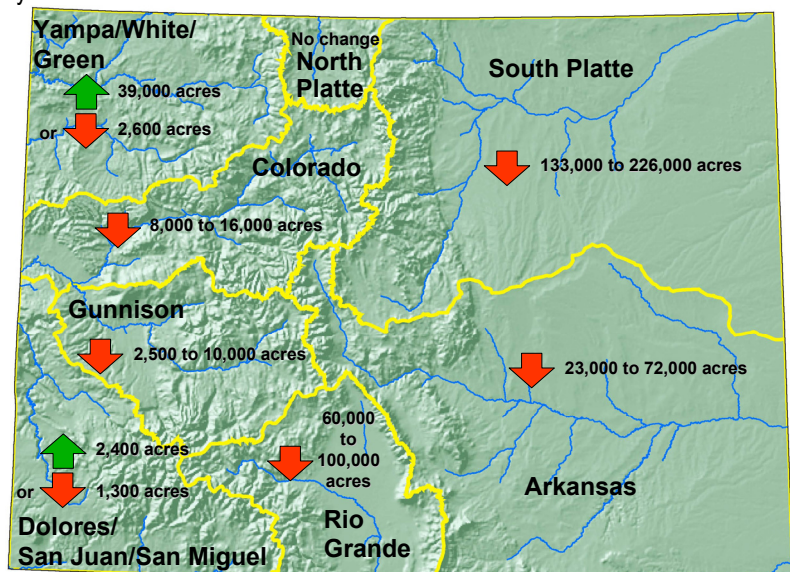 Yampa/White/
Green
39,000 acres
or
2,600 acres
No change
North
Platte
South Platte
133,000 to 226,000 acres
Colorado
8,000 to 16,000 acres
Gunnison
2,500 to 10,000 acres
23,000 to 72,000 acres
Arkansas
60,000
to
100,000
acres
Rio
Grande
2,400 acres
or
1,300 acres
Dolores/
San Juan/San Miguel